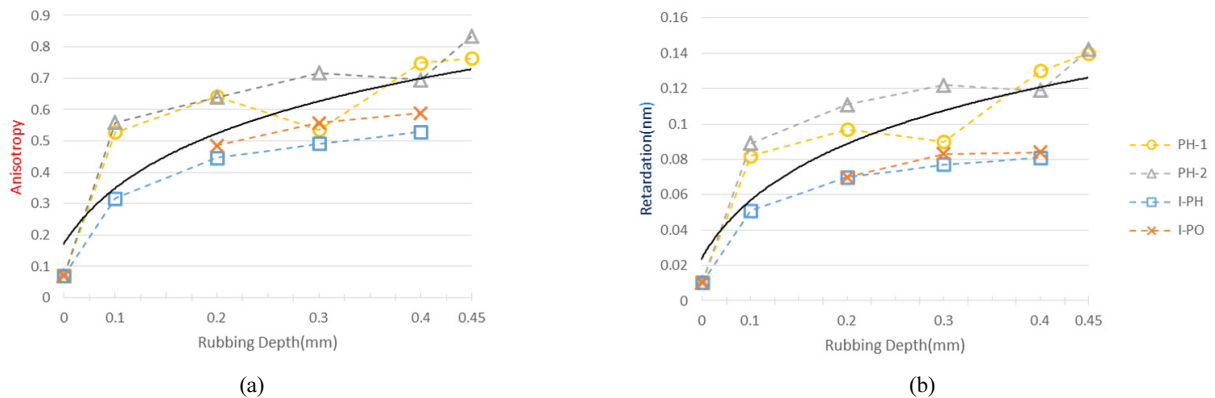 0.9
0.8
0.7
0.6
0.5
0.4
0.3
0.2
0.1
0
Anisotropy
0 0.1 0.2 0.3 0.4 0.45
Rubbing Depth(mm)
(a)
0.16
0.14
0.12
0.1
0.08
0.06
0.04
0.02
0
Retardation(nm)
0 0.1 0.2 0.3 0.4 0.45
Rubbing Depth(mm)
(b)
PH-1
PH-2
I-PH
I-PO